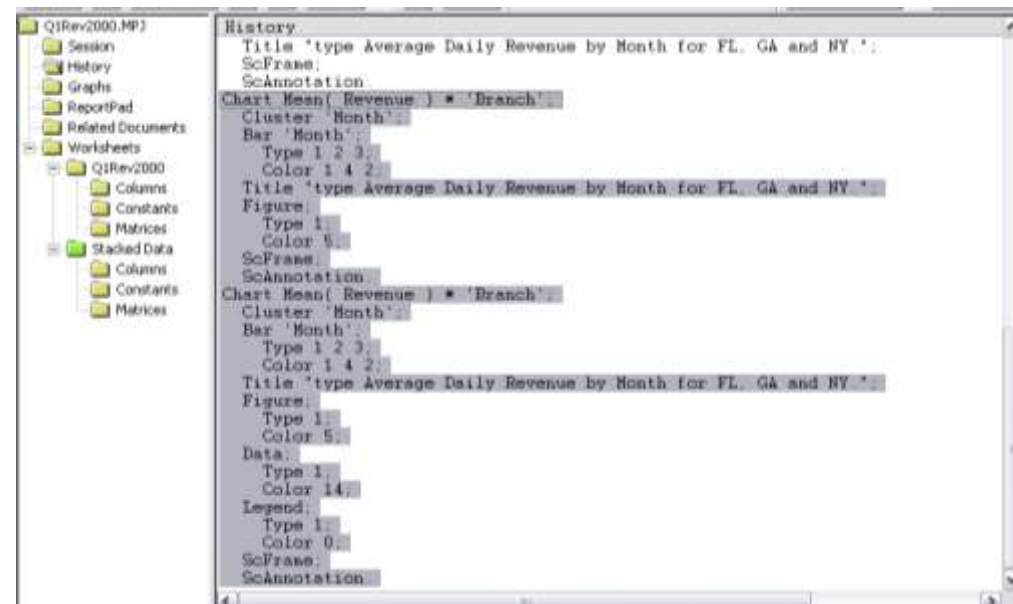 Q1Rev2000.MPJ
Session
History
Graphs
ReportPad
Related Documents
Worksheets
Q1Rev2000
Columns
Constants
Matrices
Stacked Data
Columns
Constants
Matrices
History
Title "type Average Daily Revenue by Month for FL, GA and NY.";
ScFrame;
ScAnnotation.
Chart Mean( Revenue ) * 'Branch';
Cluster 'Month';
Bar 'Month';
Type 1 2 3;
Color 1 4 2;
Title "type Average Daily Revenue by Month for FL, GA and NY.";
Figure;
Type 1;
Color 5;
ScFrame;
ScAnnotation.
Chart Mean( Revenue ) * 'Branch';
Cluster 'Month';
Bar 'Month';
Type 1 2 3;
Color 1 4 2;
Title "type Average Daily Revenue by Month for FL, GA and NY.";
Figure;
Type 1;
Color 5;
Data;
Type 1;
Color 14;
Legend;
Type 1;
Color 0;
ScFrame;
ScAnnotation.